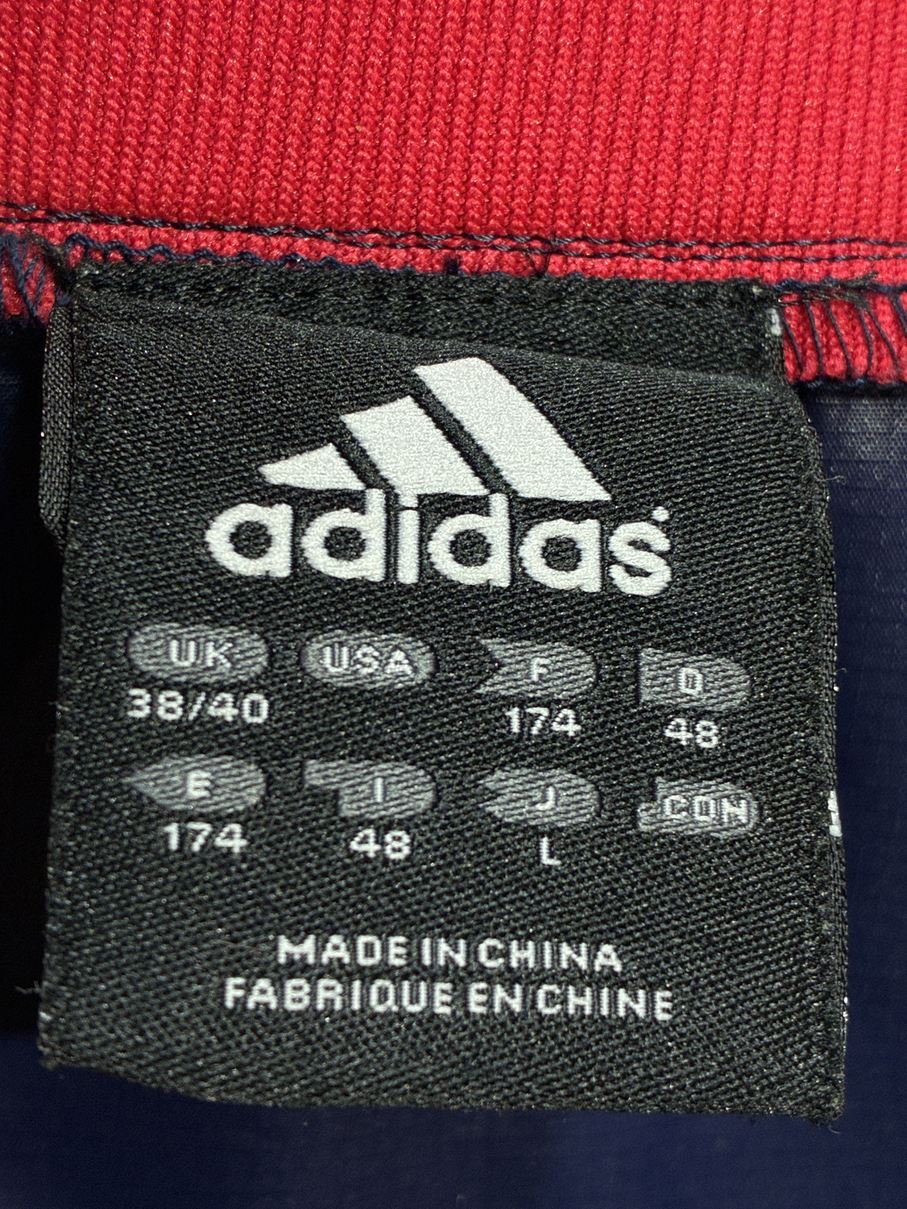 adidas
UK USA F D
38/40 174 48
E I J CON
174 48 L
MADE IN CHINA
FABRIQUE EN CHINE